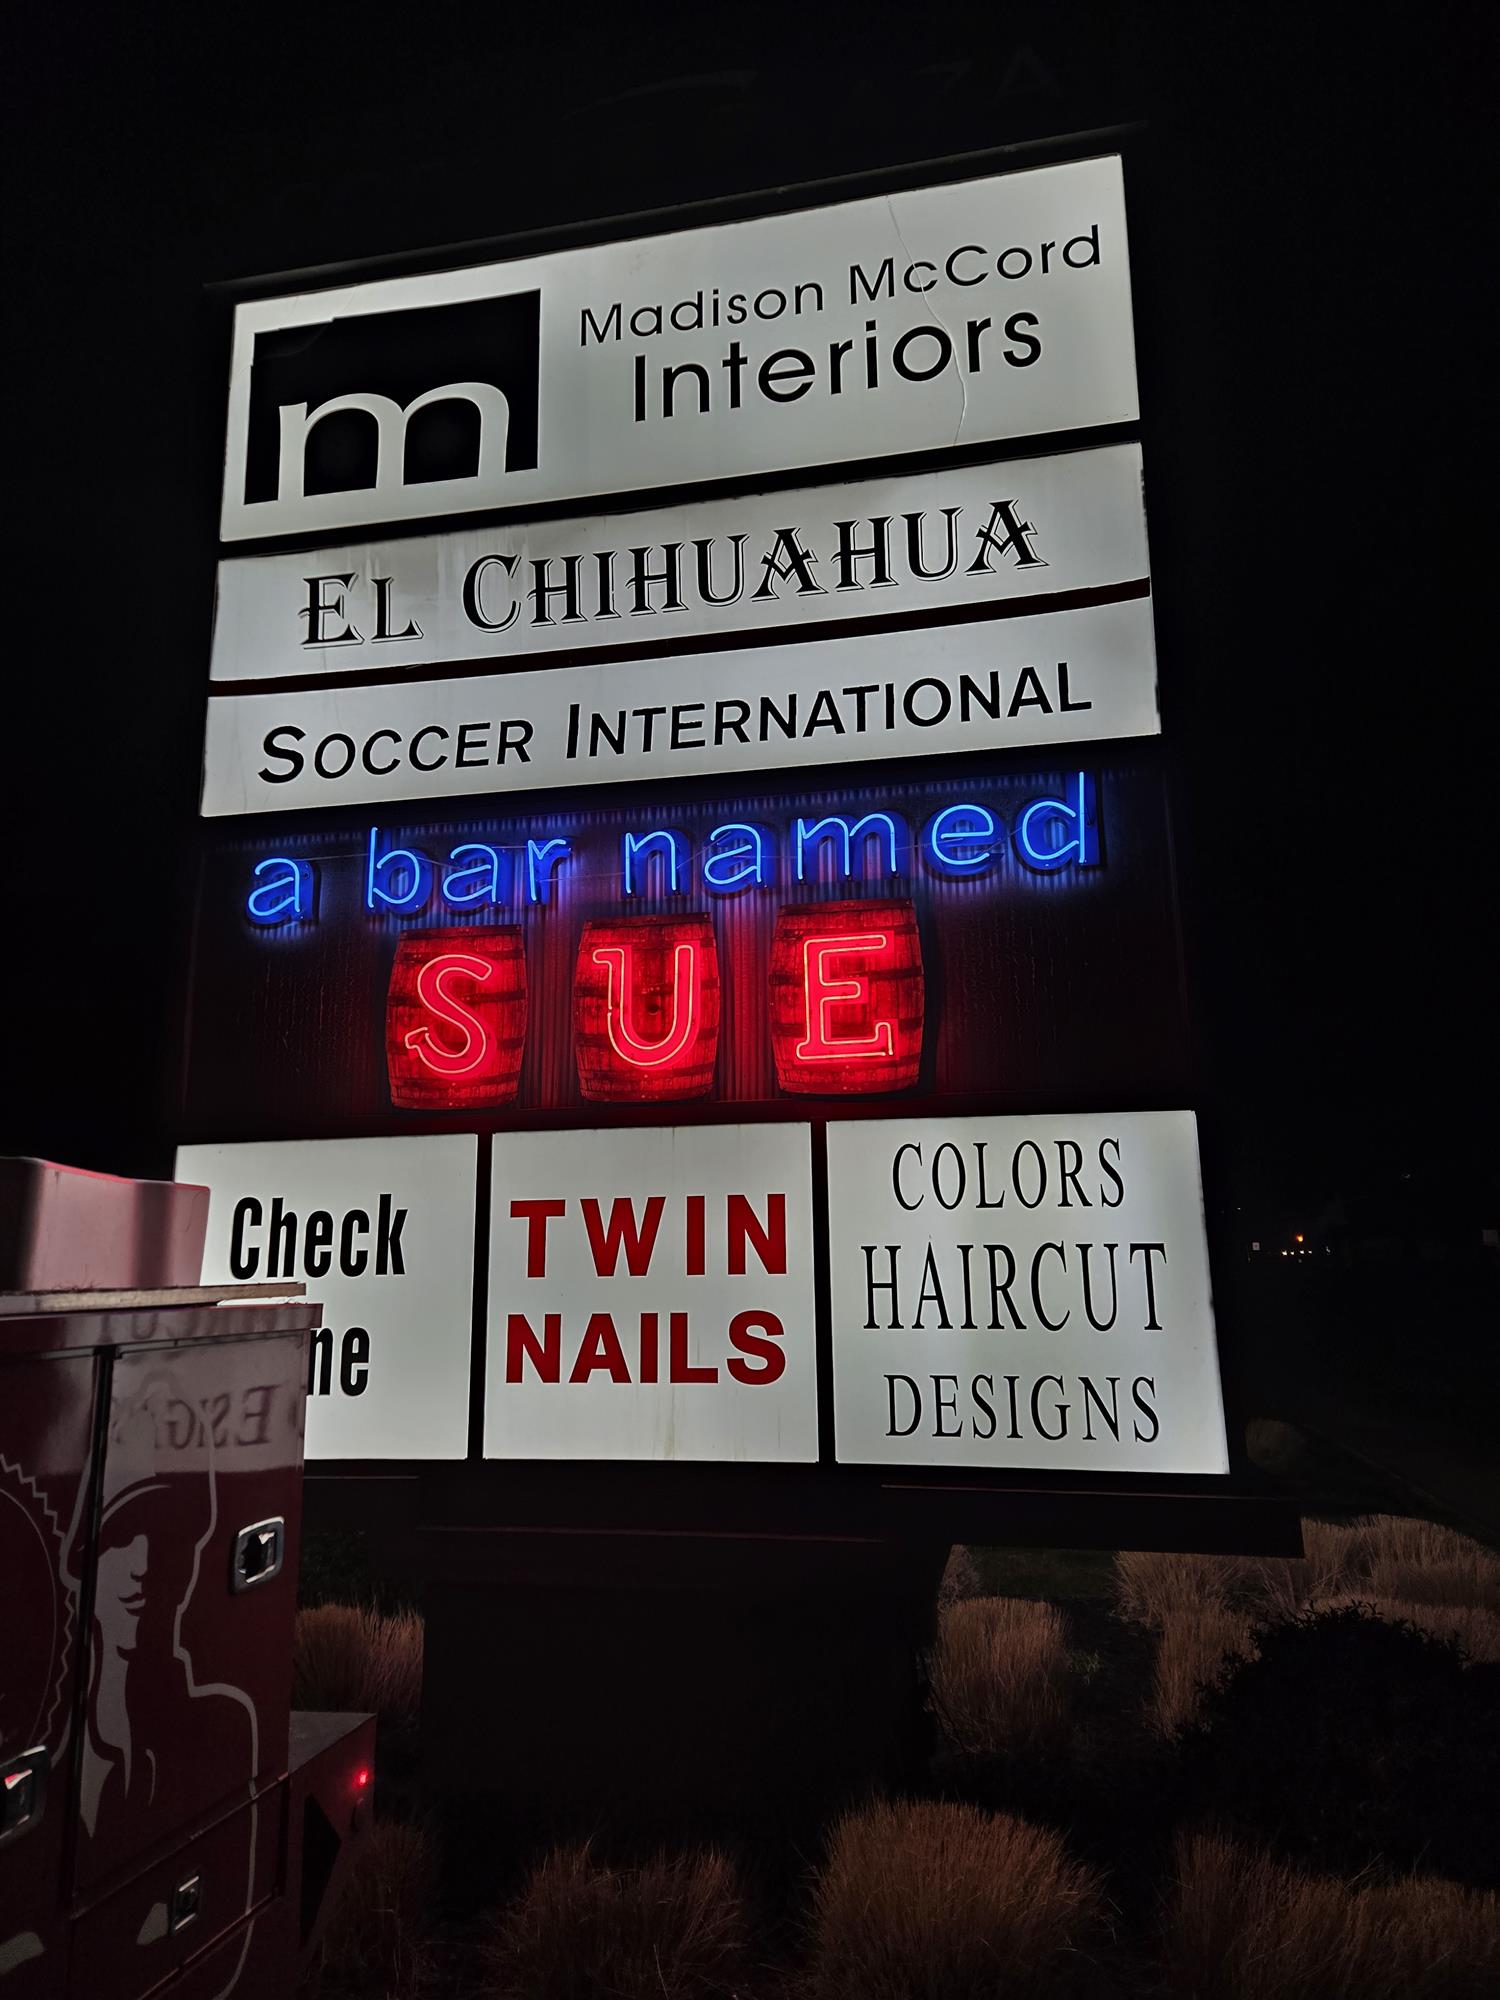 m
Madison McCord
Interiors
EL CHIHUAHUA
SOCCER INTERNATIONAL
a bar named
SUE
Check
TWIN
NAILS
COLORS
HAIRCUT
DESIGNS